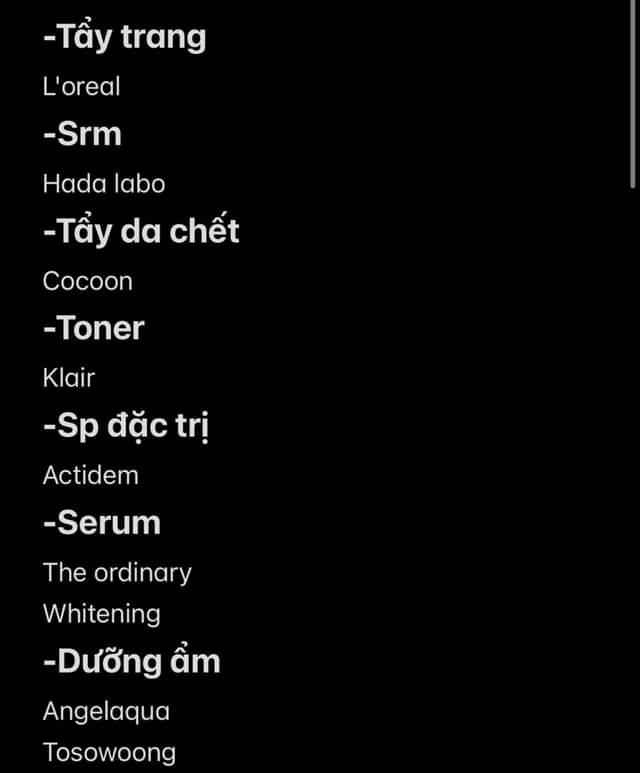 -Tẩy trang
L'oreal
-Srm
Hada labo
-Tẩy da chết
Cocoon
-Toner
Klair
-Sp đặc trị
Actidem
-Serum
The ordinary
Whitening
-Dưỡng ẩm
Angelaqua
Tosowoong